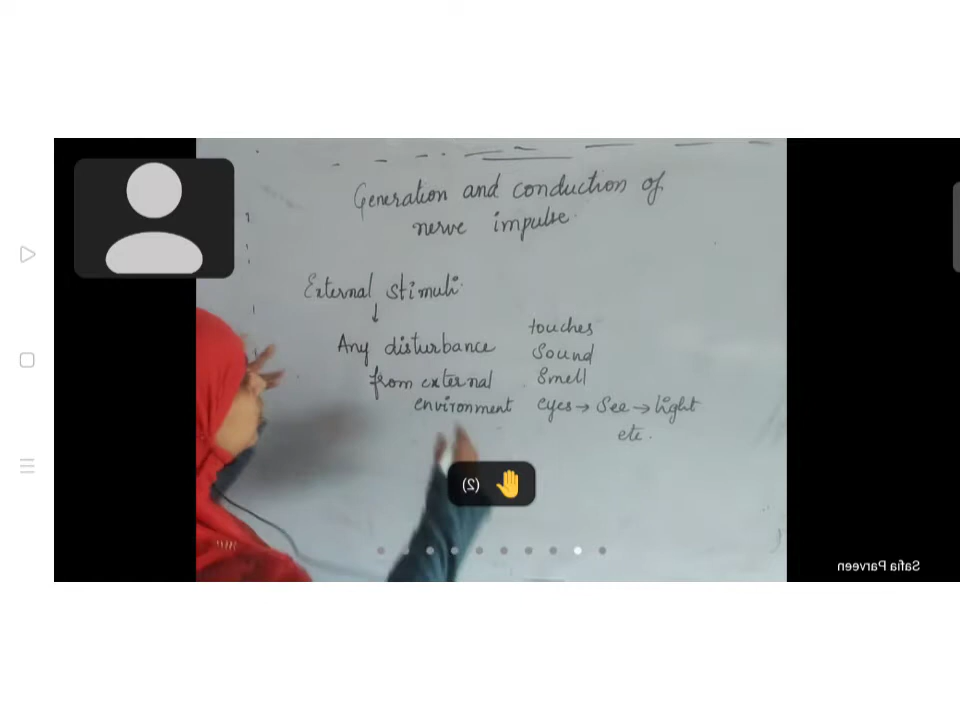 Generation and conduction of
nerve impulse.
External stimuli.
↓
Any disturbance
from external
environment
touches
Sound
Smell
eyes → See → light
etc.
(2)
Safia Parveen